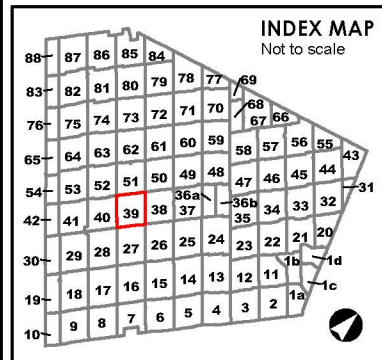 INDEX MAP
Not to scale
88 87 86 85 84
83 82 81 80 79 78 77 69
76 75 74 73 72 71 70 68 67 66
65 64 63 62 61 60 59 58 57 56 55 43
54 53 52 51 50 49 48 47 46 45 44 31
42 41 40 39 38 37 36a 36b 35 34 33 32
30 29 28 27 26 25 24 23 22 21 20
19 18 17 16 15 14 13 12 11 1b 1d
10 9 8 7 6 5 4 3 2 1a 1c